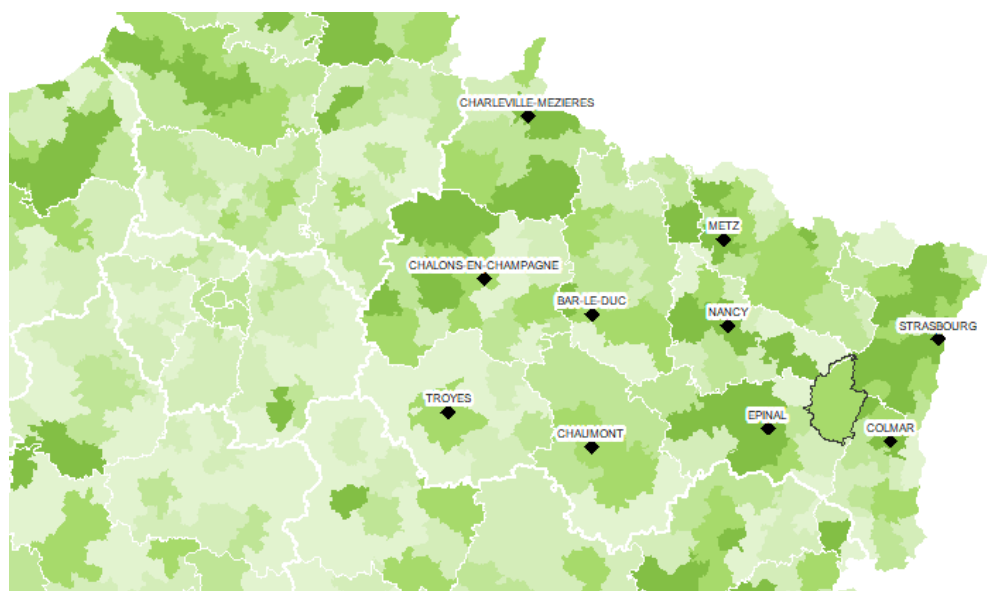 CHARLEVILLE-MEZIERES
METZ
CHALONS-EN-CHAMPAGNE
BAR-LE-DUC
NANCY
STRASBOURG
TROYES
EPINAL
COLMAR
CHAUMONT